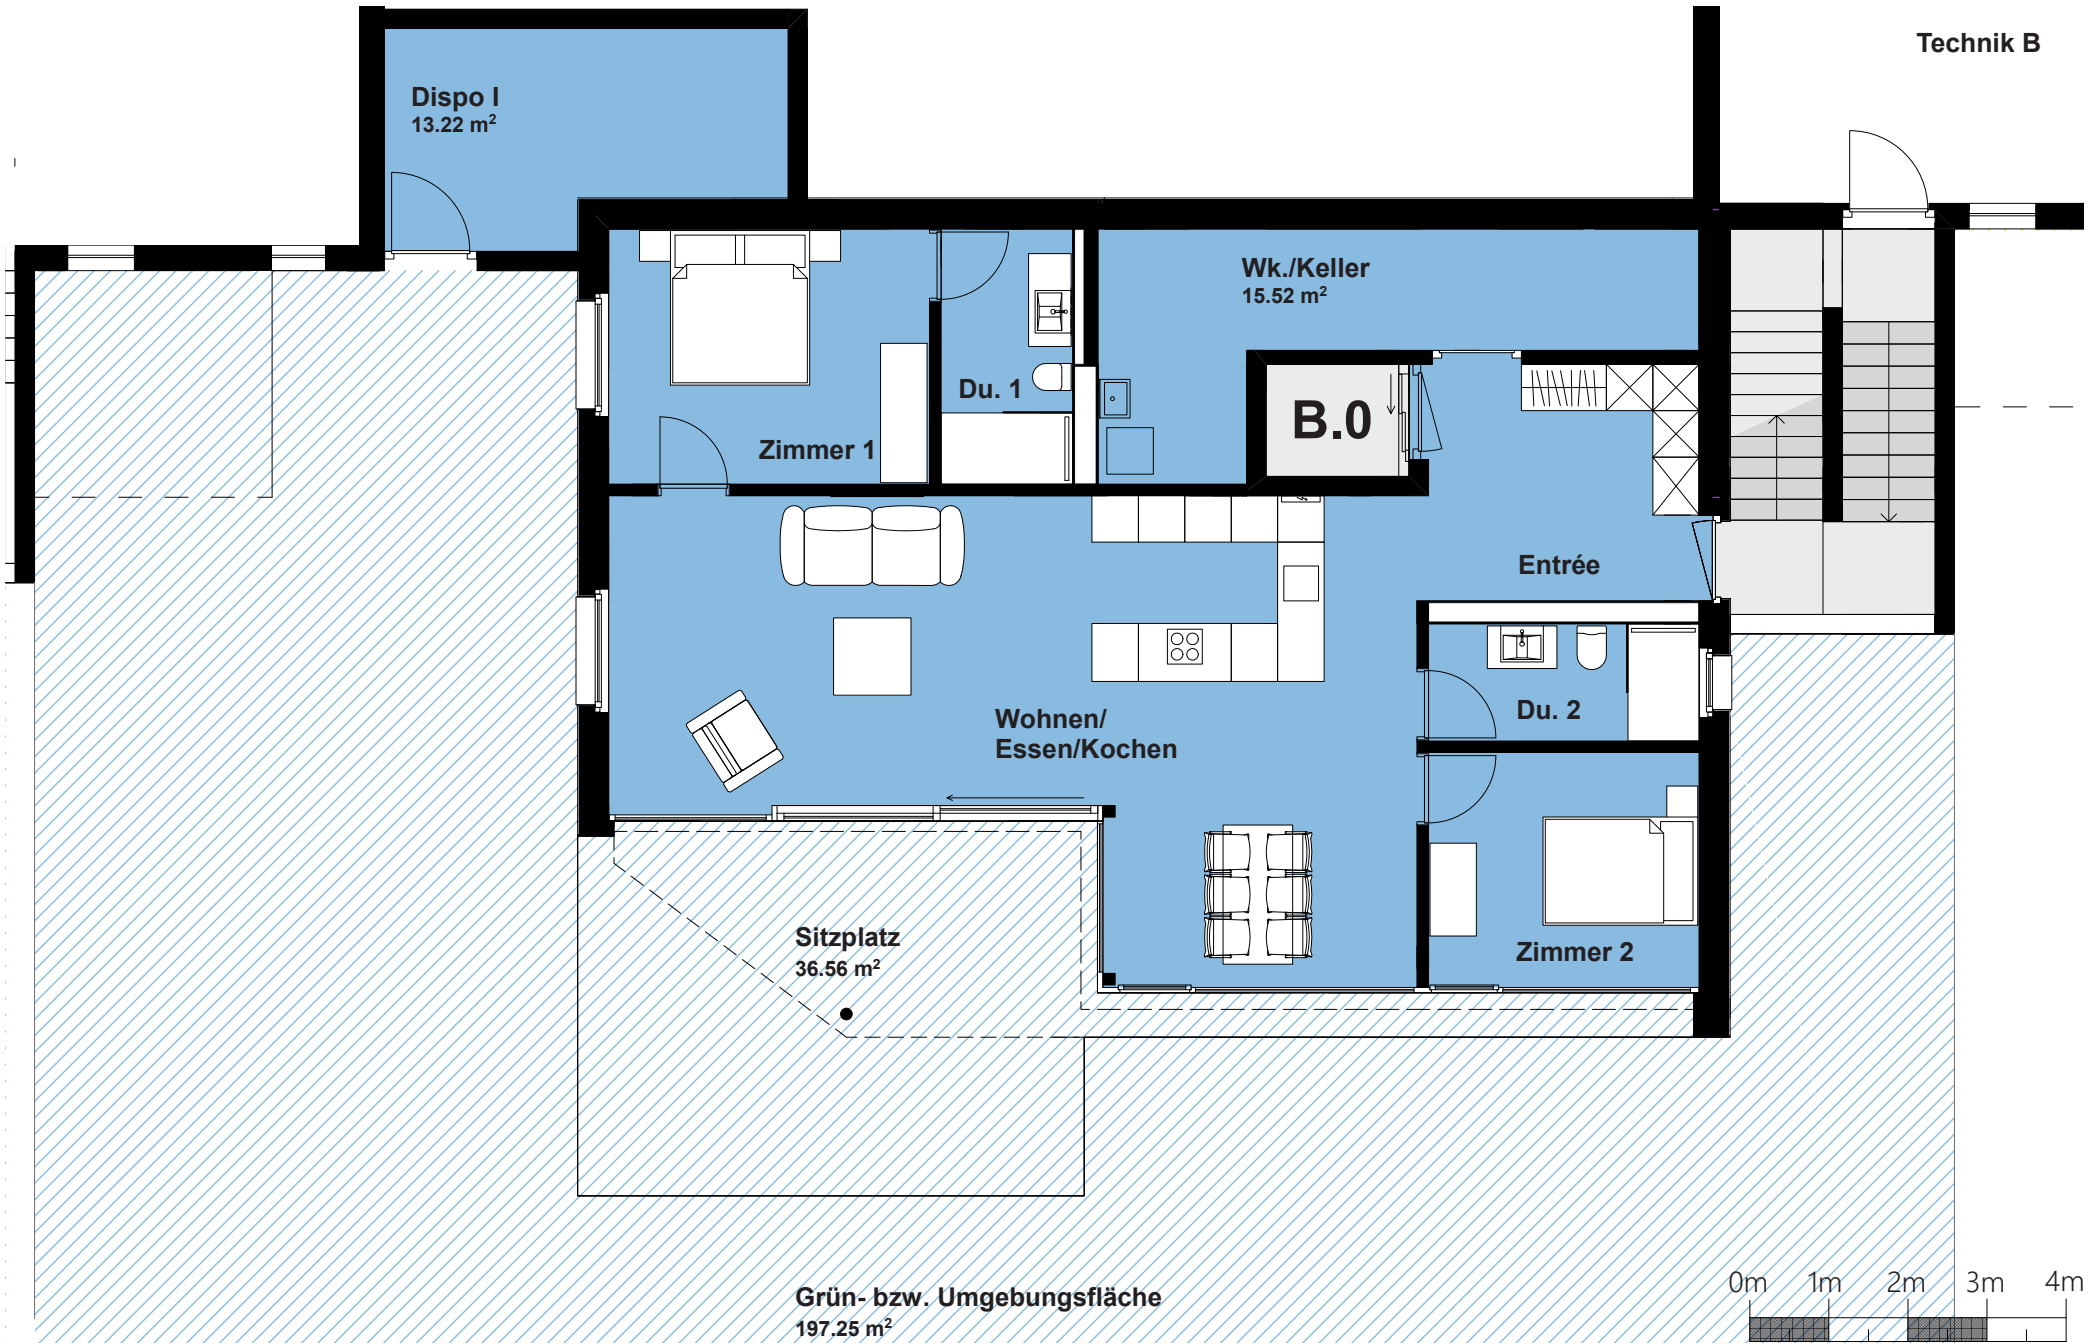 Technik B
Dispo I
13.22 m²
Wk./Keller
15.52 m²
Du. 1
B.0
Zimmer 1
Entrée
Du. 2
Wohnen/
Essen/Kochen
Sitzplatz
36.56 m²
Zimmer 2
Grün- bzw. Umgebungsfläche
197.25 m²
0m 1m 2m 3m 4m